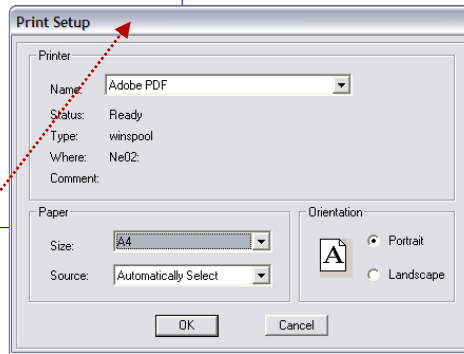 Print Setup
Printer
Name: Adobe PDF
Status: Ready
Type: winspool
Where: Ne02:
Comment:
Paper
Size: A4
Source: Automatically Select
Orientation
A
Portrait
Landscape
OK Cancel